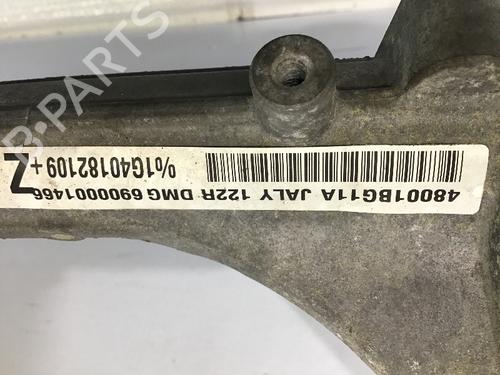 48001BG11A JALY 122R DMG 6900001466
%1G40182109 +
Z
B-PARTS